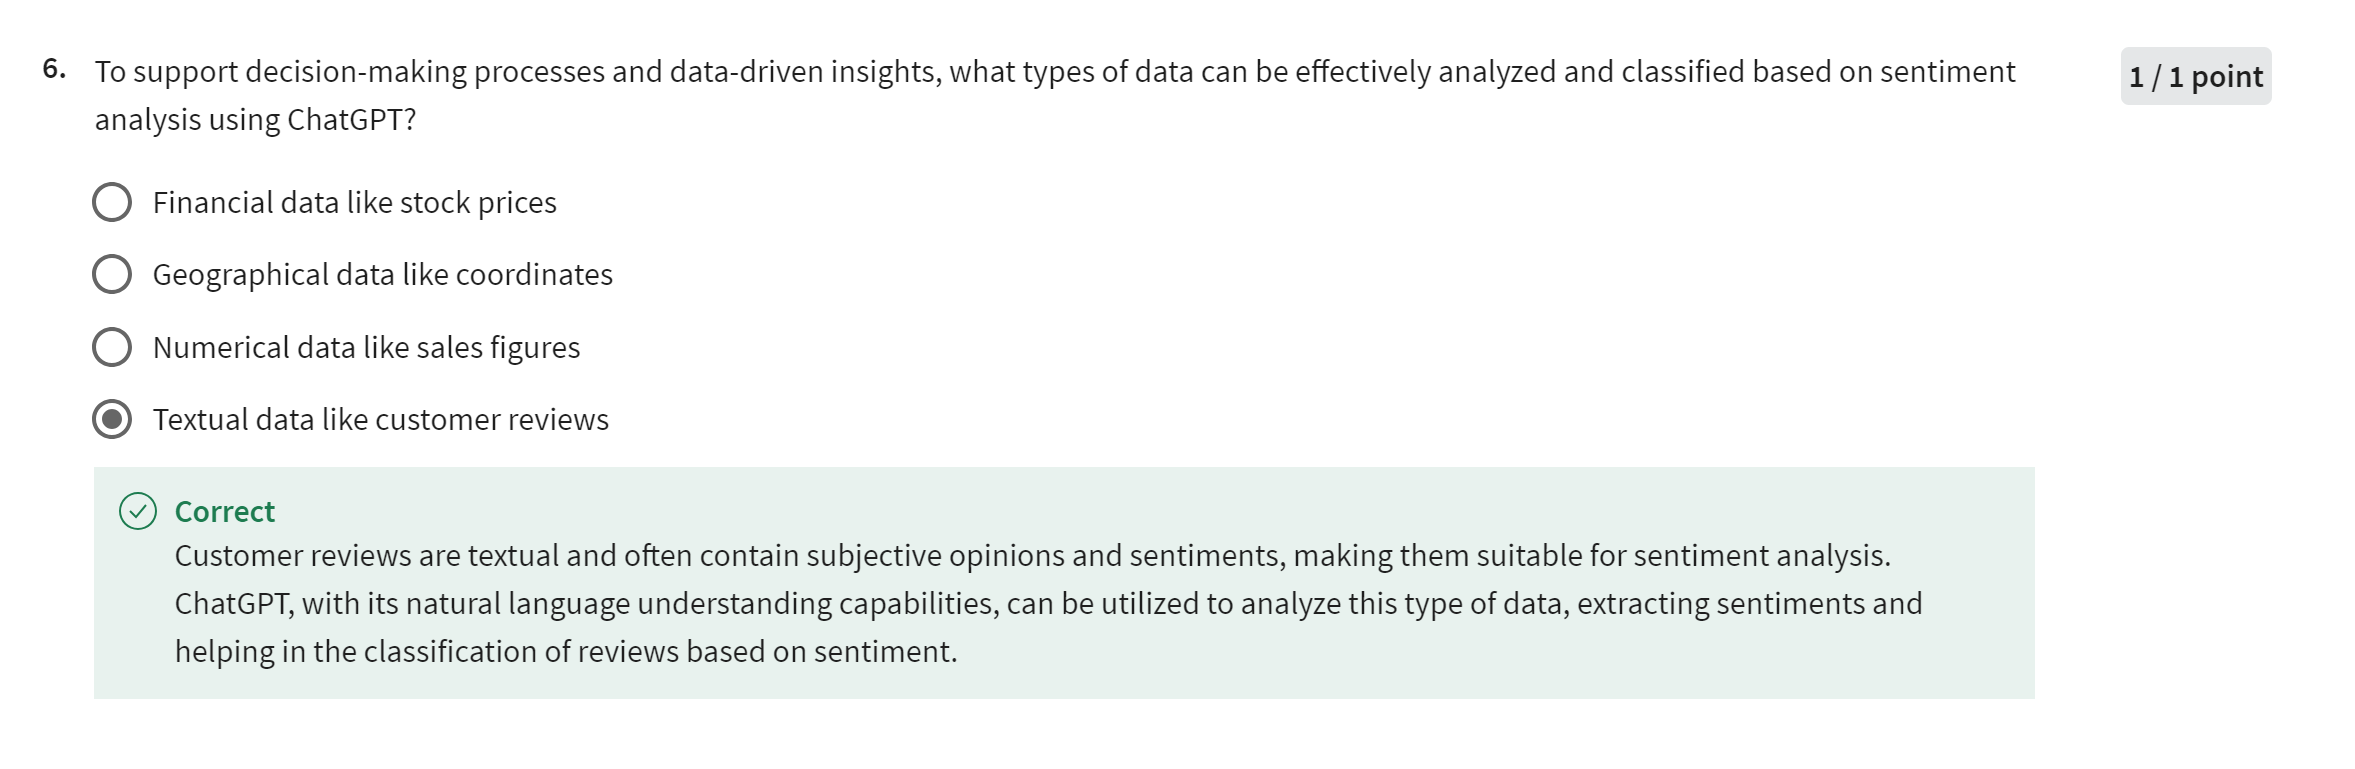 6. To support decision-making processes and data-driven insights, what types of data can be effectively analyzed and classified based on sentiment
analysis using ChatGPT?
1 / 1 point
Financial data like stock prices
Geographical data like coordinates
Numerical data like sales figures
Textual data like customer reviews
Correct
Customer reviews are textual and often contain subjective opinions and sentiments, making them suitable for sentiment analysis.
ChatGPT, with its natural language understanding capabilities, can be utilized to analyze this type of data, extracting sentiments and
helping in the classification of reviews based on sentiment.